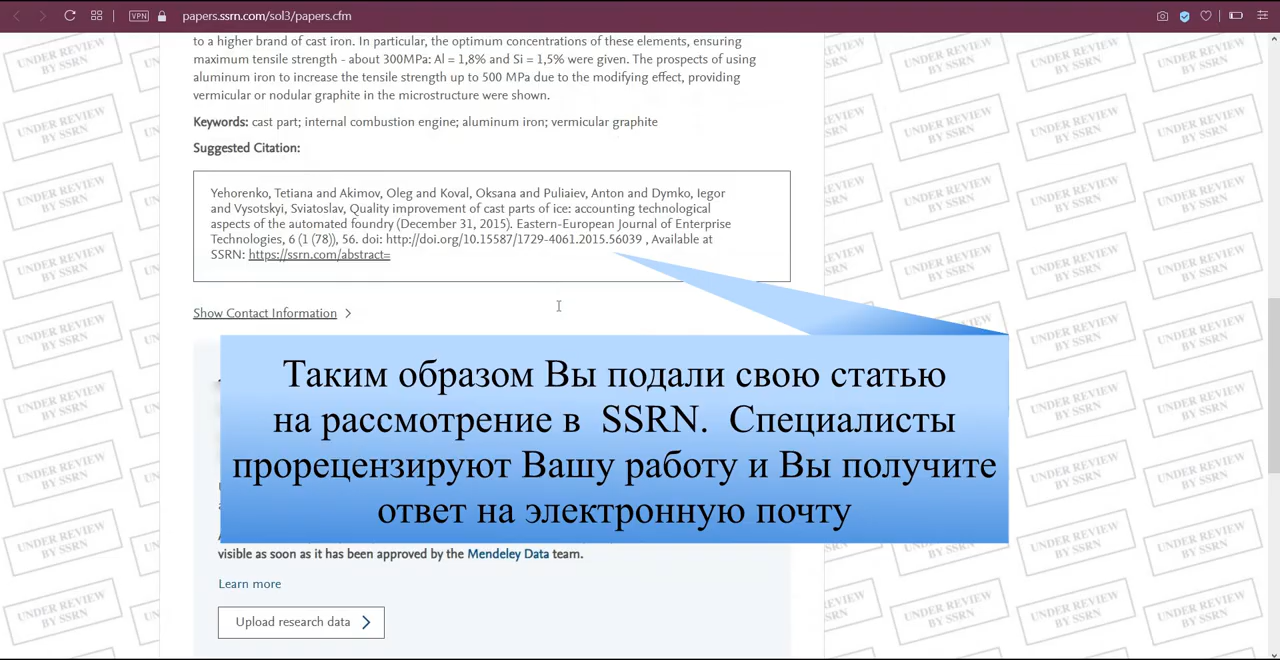 VPN papers.ssrn.com/sol3/papers.cfm
to a higher brand of cast iron. In particular, the optimum concentrations of these elements, ensuring
maximum tensile strength - about 300MPa: Al = 1,8% and Si = 1,5% were given. The prospects of using
aluminum iron to increase the tensile strength up to 500 MPa due to the modifying effect, providing
vermicular or nodular graphite in the microstructure were shown.
Keywords: cast part; internal combustion engine; aluminum iron; vermicular graphite
Suggested Citation:
Yehorenko, Tetiana and Akimov, Oleg and Koval, Oksana and Puliaiev, Anton and Dymko, Iegor
and Vysotskyi, Sviatoslav, Quality improvement of cast parts of ice: accounting technological
aspects of the automated foundry (December 31, 2015). Eastern-European Journal of Enterprise
Technologies, 6 (1 (78)), 56. doi: http://doi.org/10.15587/1729-4061.2015.56039 , Available at
SSRN: https://ssrn.com/abstract=
Show Contact Information
Таким образом Вы подали свою статью
на рассмотрение в SSRN. Специалисты
прорецензируют Вашу работу и Вы получите
ответ на электронную почту
visible as soon as it has been approved by the Mendeley Data team.
Learn more
Upload research data
UNDER REVIEW
BY SSRN